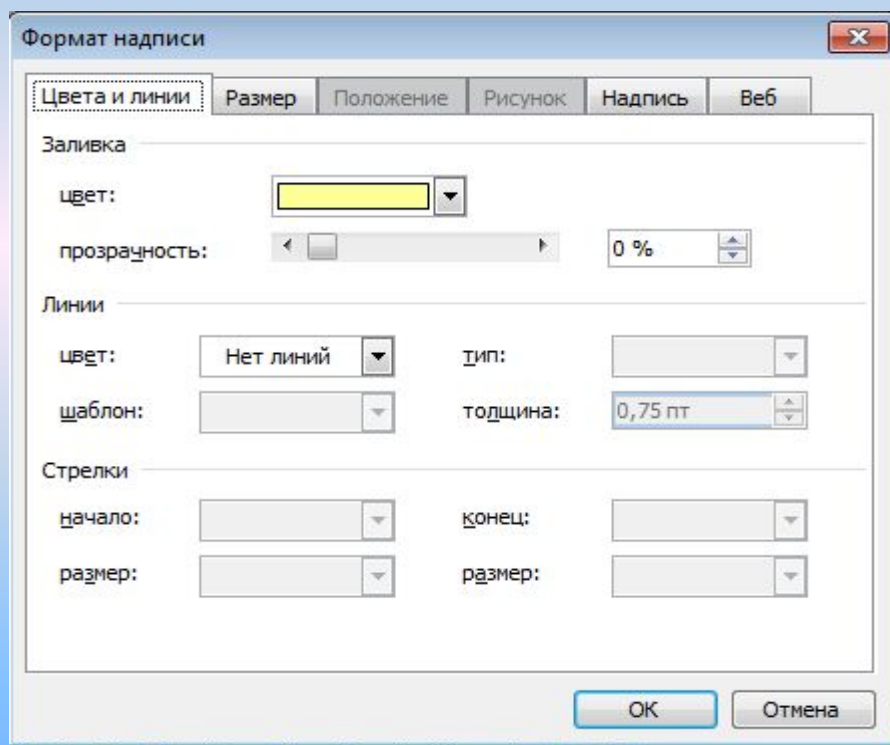 Формат надписи
Цвета и линии Размер Положение Рисунок Надпись Веб
Заливка
цвет:
прозрачность: 0 %
Линии
цвет: Нет линий тип:
шаблон: толщина: 0,75 пт
Стрелки
начало: конец:
размер: размер:
ОК Отмена